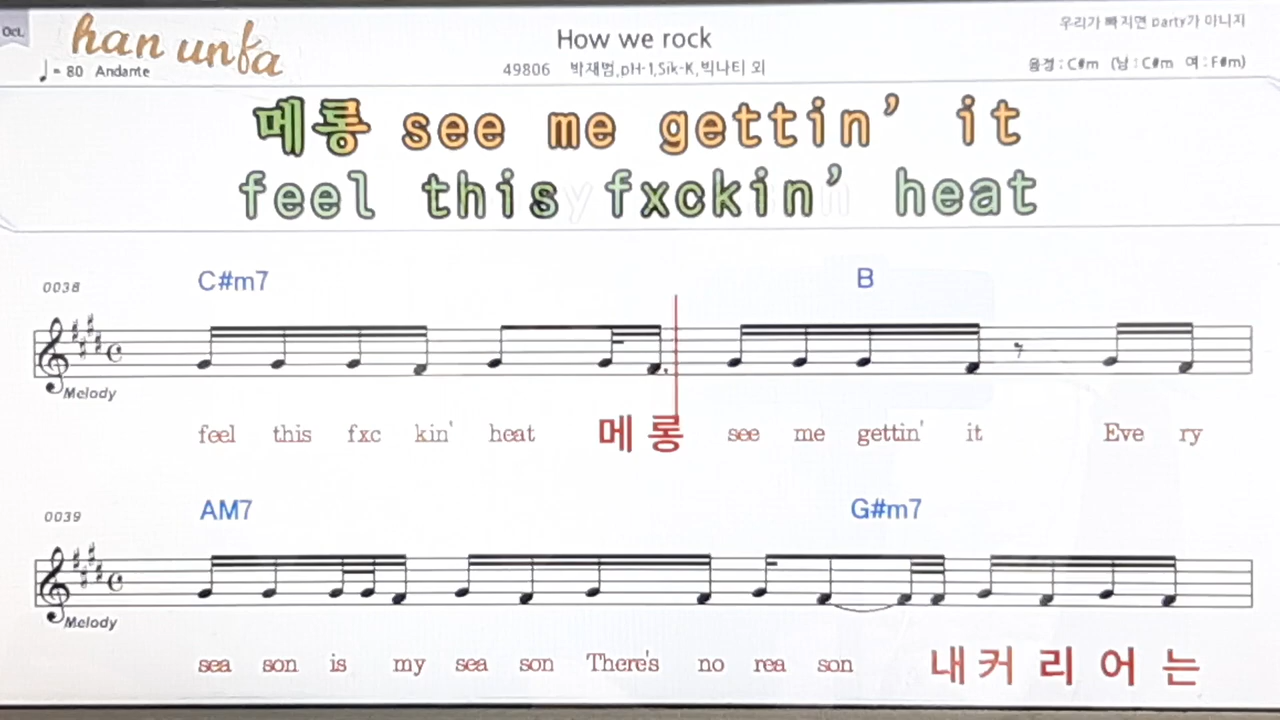 Oct.
han unfa
♩= 80 Andante
How we rock
49806 박재범,pH-1,Sik-K,빅나티 외
우리가 빠지면 party가 아니지
음정 : C#m (남 : C#m 여 : F#m)
메롱 see me gettin' it
feel this fxckin' heat
0038
C#m7 B
Melody
feel this fxc kin' heat 메 롱 see me gettin' it Eve ry
0039
AM7 G#m7
Melody
sea son is my sea son There's no rea son 내 커 리 어 는